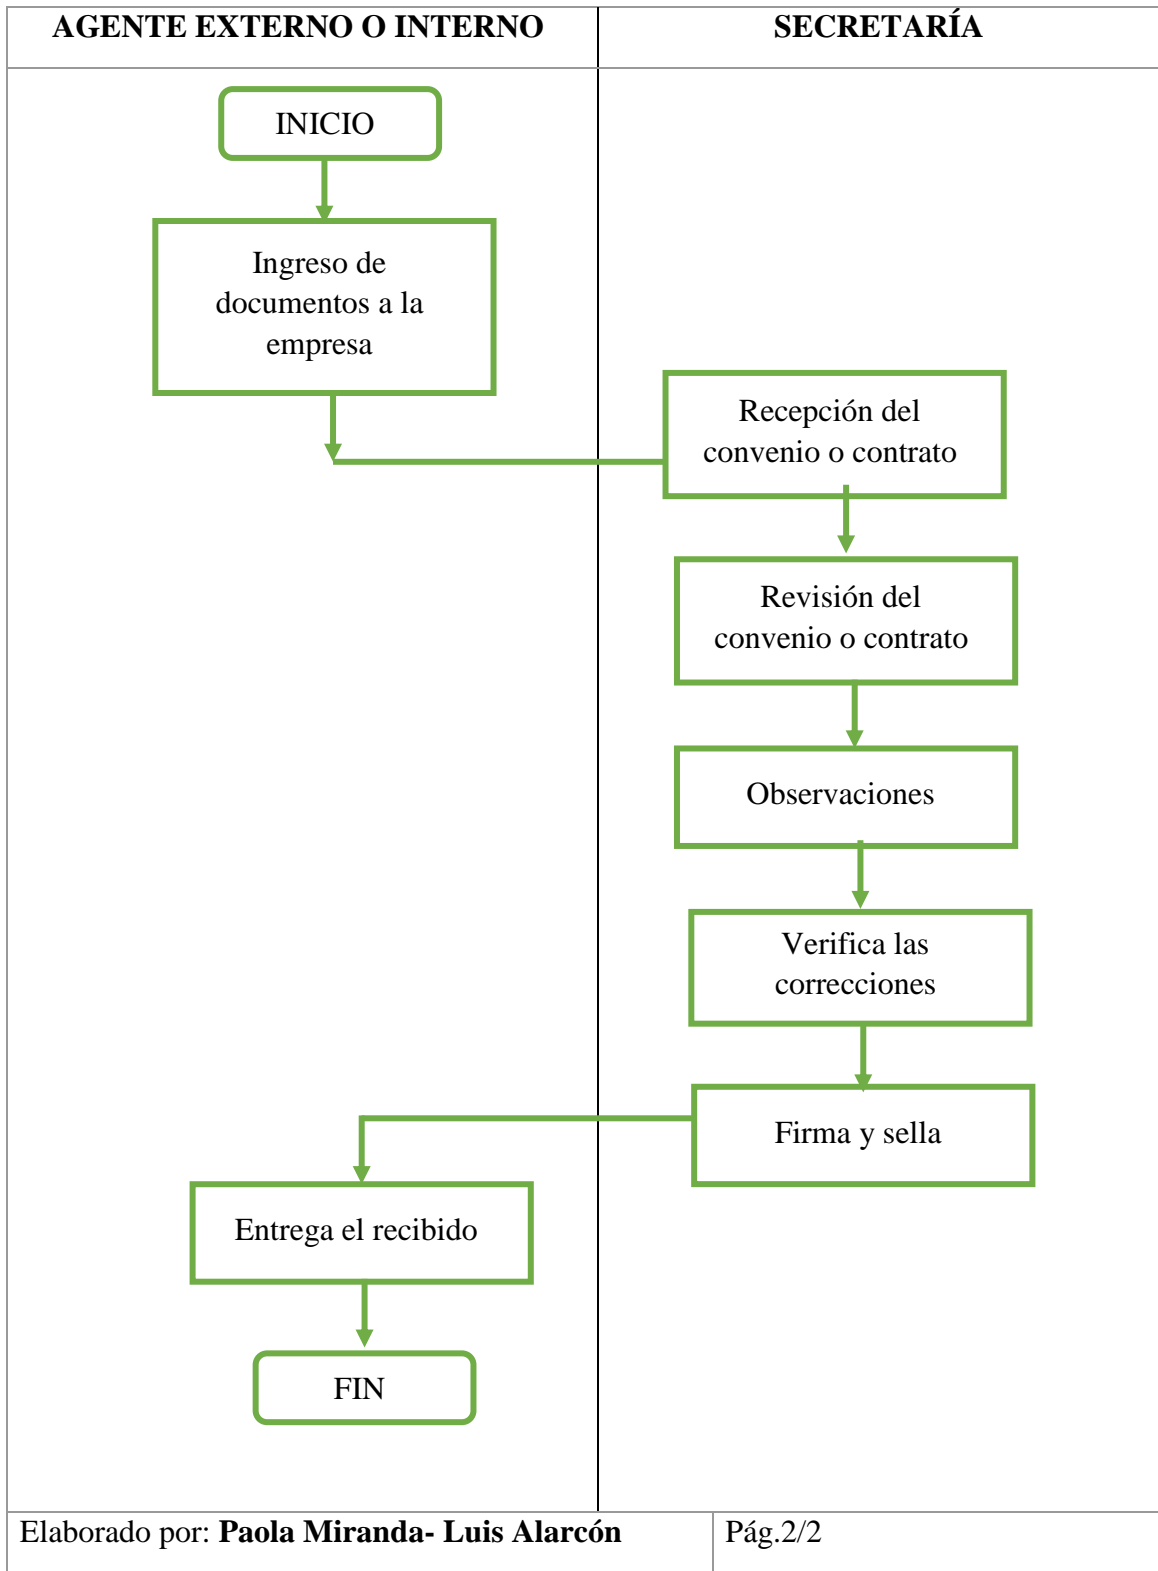 AGENTE EXTERNO O INTERNO
SECRETARÍA
INICIO
Ingreso de
documentos a la
empresa
Recepción del
convenio o contrato
Revisión del
convenio o contrato
Observaciones
Verifica las
correcciones
Firma y sella
Entrega el recibido
FIN
Elaborado por: Paola Miranda- Luis Alarcón
Pág.2/2